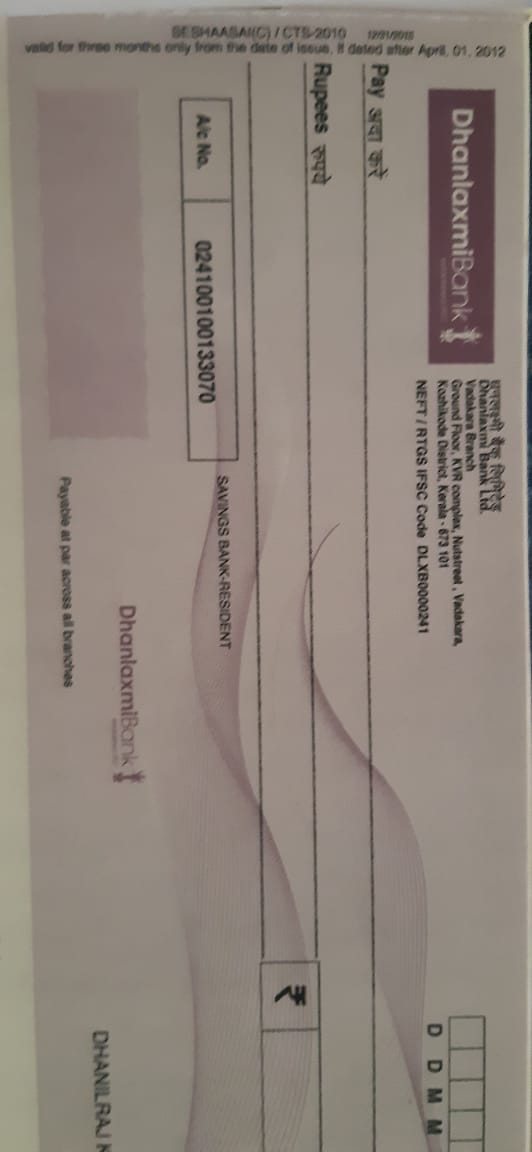 SESHAASAI(C) / CTS-2010
valid for three months only from the date of issue. If dated after April, 01, 2012
DhanlaxmiBank
धनलक्ष्मी बैंक लिमिटेड
Dhanlaxmi Bank Ltd.
Vadakara Branch
Ground Floor, KVR complex, Nutstreet , Vadakara,
Kozhikode District, Kerala - 673 101
NEFT / RTGS IFSC Code DLXB0000241
D D M M
Pay अदा करें
Rupees रुपये
₹
A/c No. 024100100133070
SAVINGS BANK-RESIDENT
DhanlaxmiBank
DHANILRAJ K
Payable at par across all branches